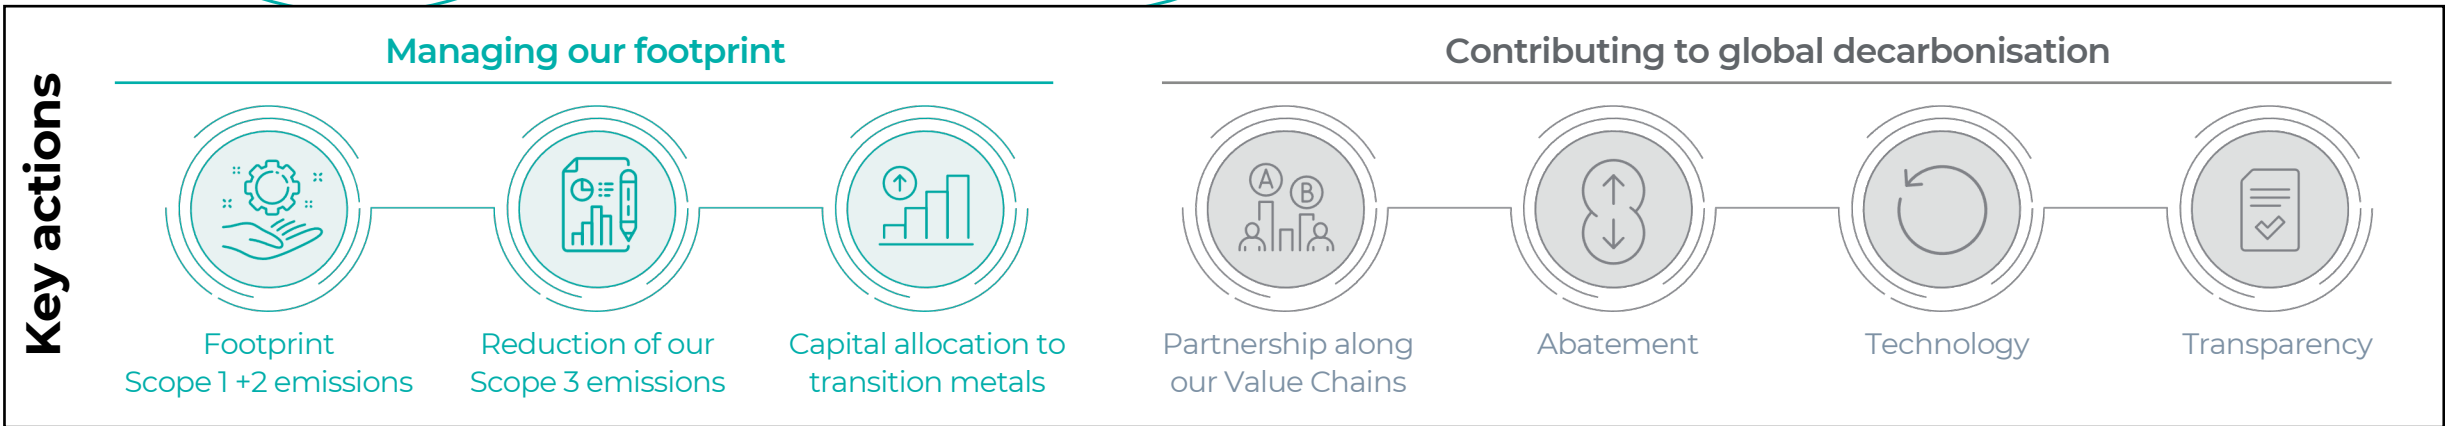 Key actions
Managing our footprint
Footprint
Scope 1 +2 emissions
Reduction of our
Scope 3 emissions
Capital allocation to
transition metals
Contributing to global decarbonisation
A
B
Partnership along
our Value Chains
Abatement
Technology
Transparency